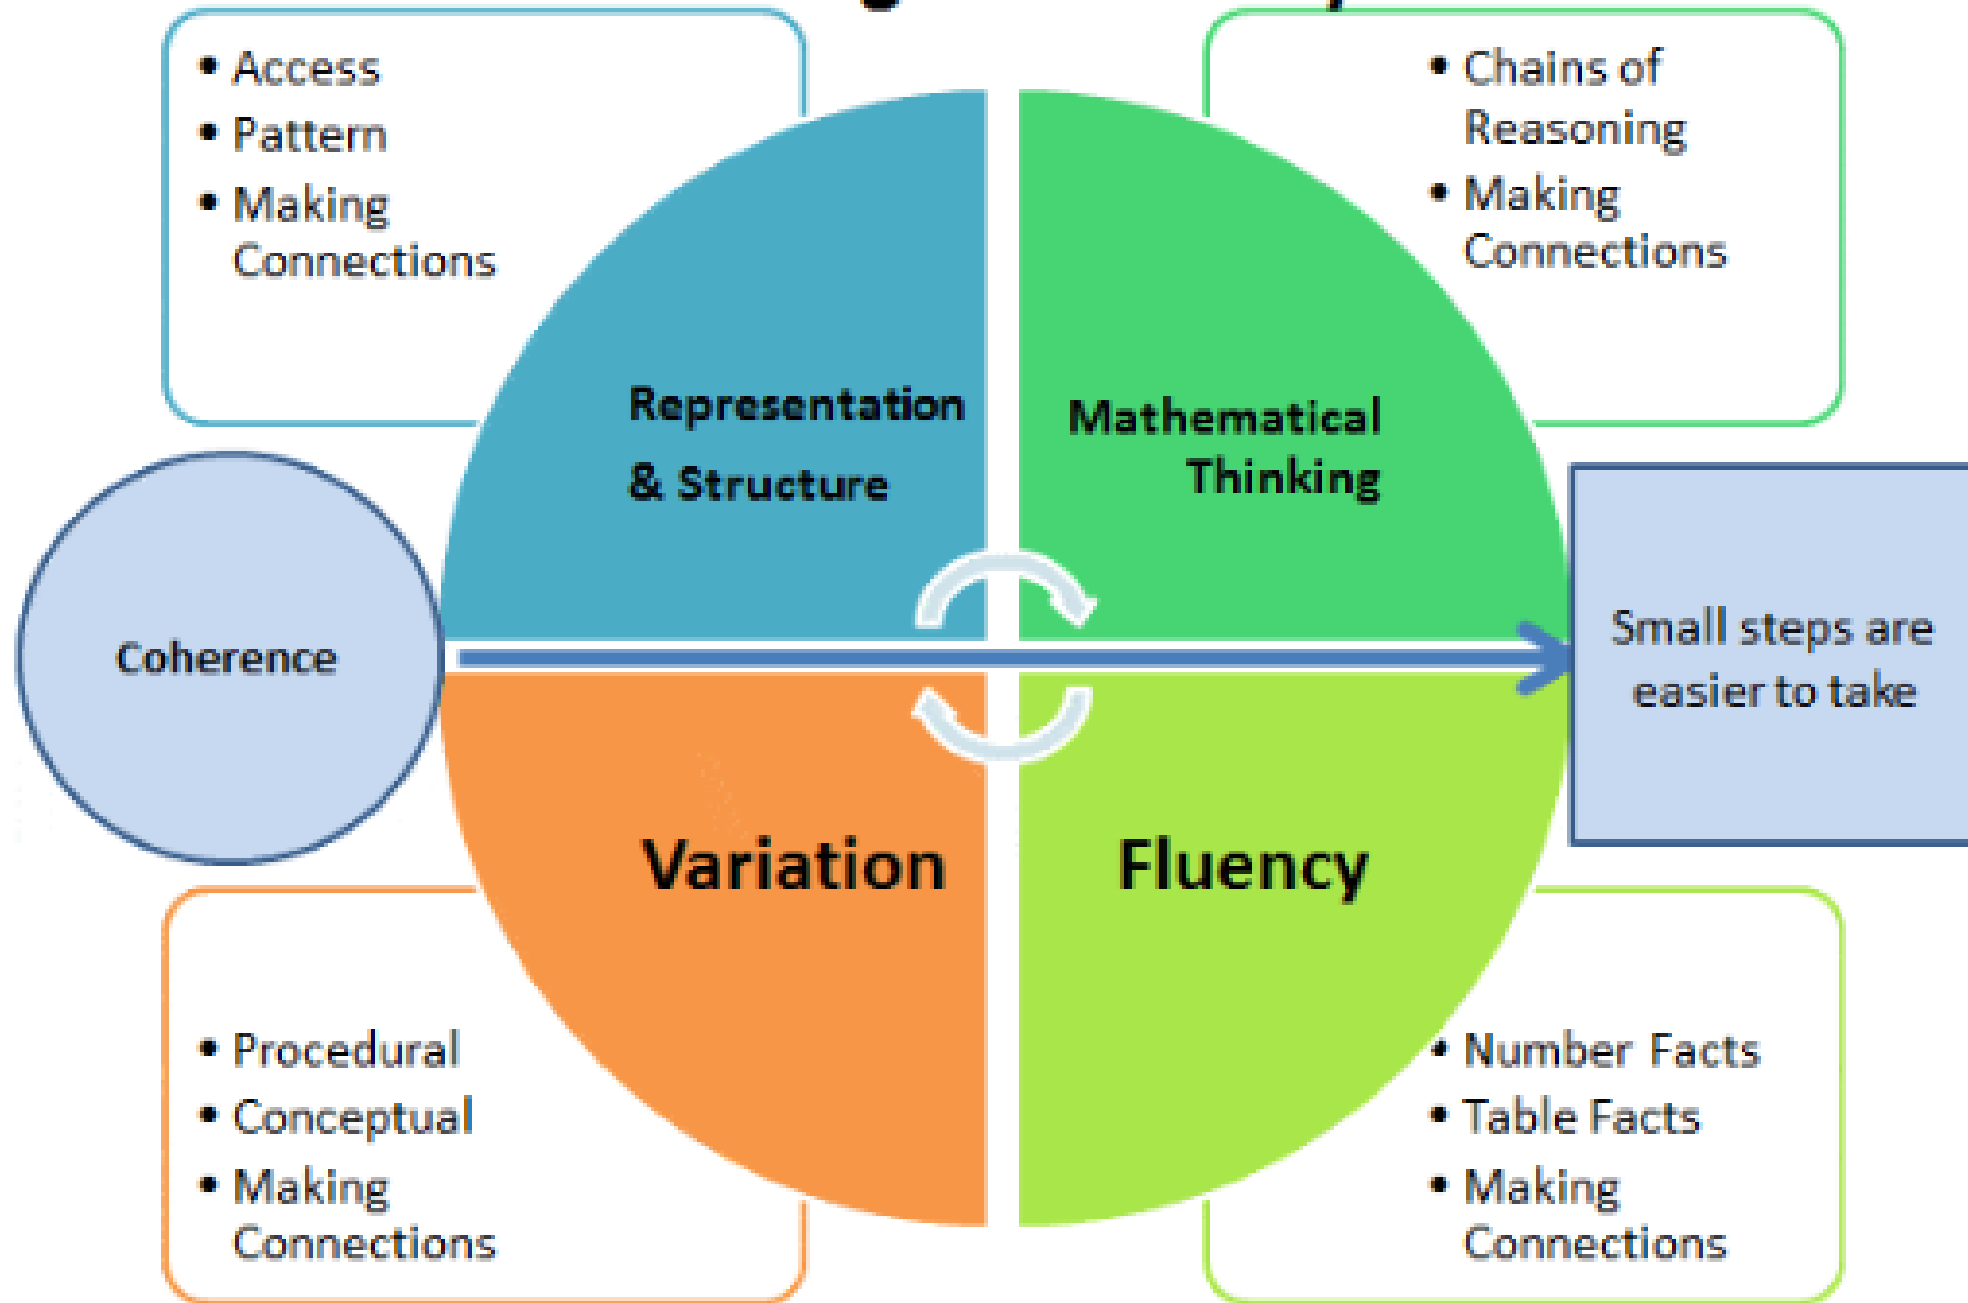 • Access
• Pattern
• Making
Connections
• Chains of
Reasoning
• Making
Connections
Representation
& Structure
Mathematical
Thinking
Coherence
Small steps are
easier to take
Variation
Fluency
• Procedural
• Conceptual
• Making
Connections
• Number Facts
• Table Facts
• Making
Connections